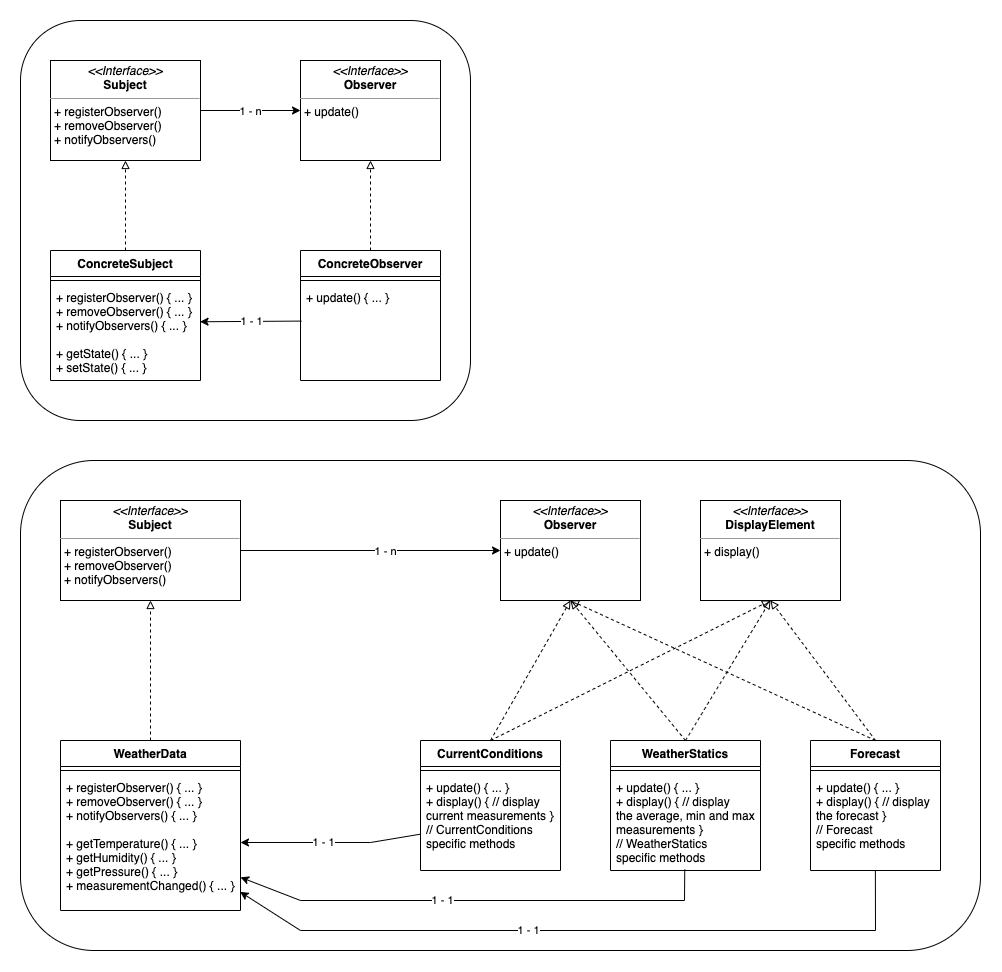 <<Interface>>
Subject
+ registerObserver()
+ removeObserver()
+ notifyObservers()
1 - n
<<Interface>>
Observer
+ update()
ConcreteSubject
+ registerObserver() { ... }
+ removeObserver() { ... }
+ notifyObservers() { ... }
+ getState() { ... }
+ setState() { ... }
1 - 1
ConcreteObserver
+ update() { ... }
<<Interface>>
Subject
+ registerObserver()
+ removeObserver()
+ notifyObservers()
1 - n
<<Interface>>
Observer
+ update()
<<Interface>>
DisplayElement
+ display()
WeatherData
+ registerObserver() { ... }
+ removeObserver() { ... }
+ notifyObservers() { ... }
+ getTemperature() { ... }
+ getHumidity() { ... }
+ getPressure() { ... }
+ measurementChanged() { ... }
1 - 1
CurrentConditions
+ update() { ... }
+ display() { // display
current measurements }
// CurrentConditions
specific methods
WeatherStatics
+ update() { ... }
+ display() { // display
the average, min and max
measurements }
// WeatherStatics
specific methods
Forecast
+ update() { ... }
+ display() { // display
the forecast }
// Forecast
specific methods
1 - 1
1 - 1